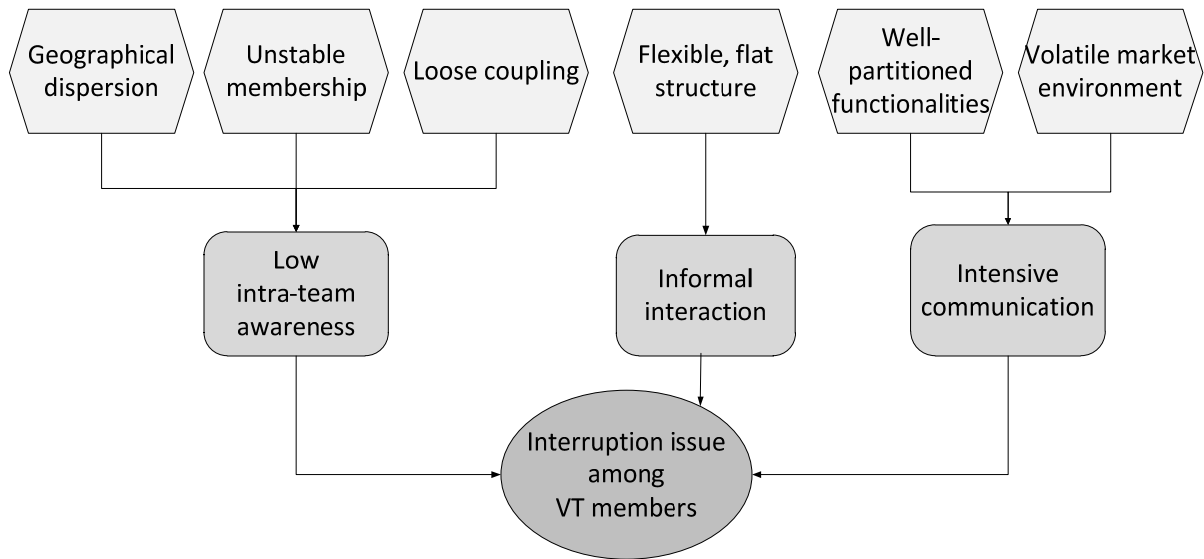 Geographical
dispersion
Unstable
membership
Loose coupling
Flexible, flat
structure
Well-
partitioned
functionalities
Volatile market
environment
Low
intra-team
awareness
Informal
interaction
Intensive
communication
Interruption issue
among
VT members